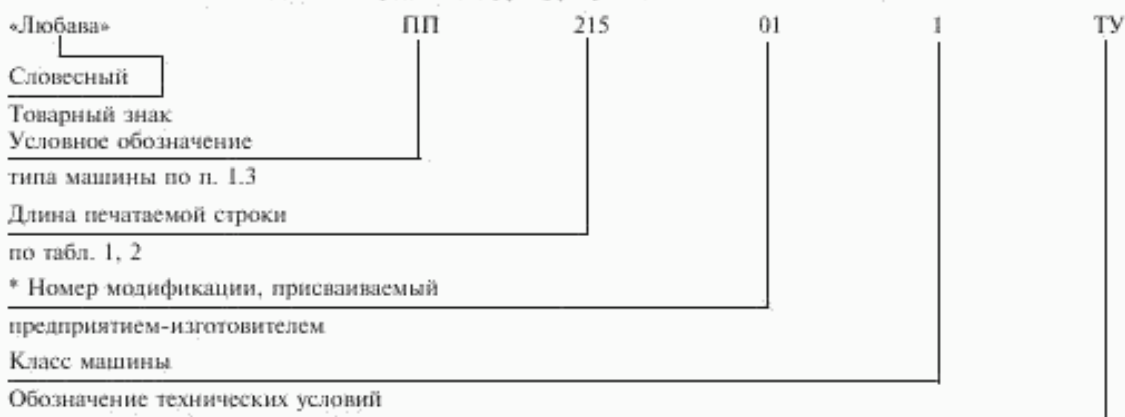 «Любава» ПП 215 01 1 ТУ
Словесный
Товарный знак
Условное обозначение
типа машины по п. 1.3
Длина печатаемой строки
по табл. 1, 2
* Номер модификации, присваиваемый
предприятием-изготовителем
Класс машины
Обозначение технических условий